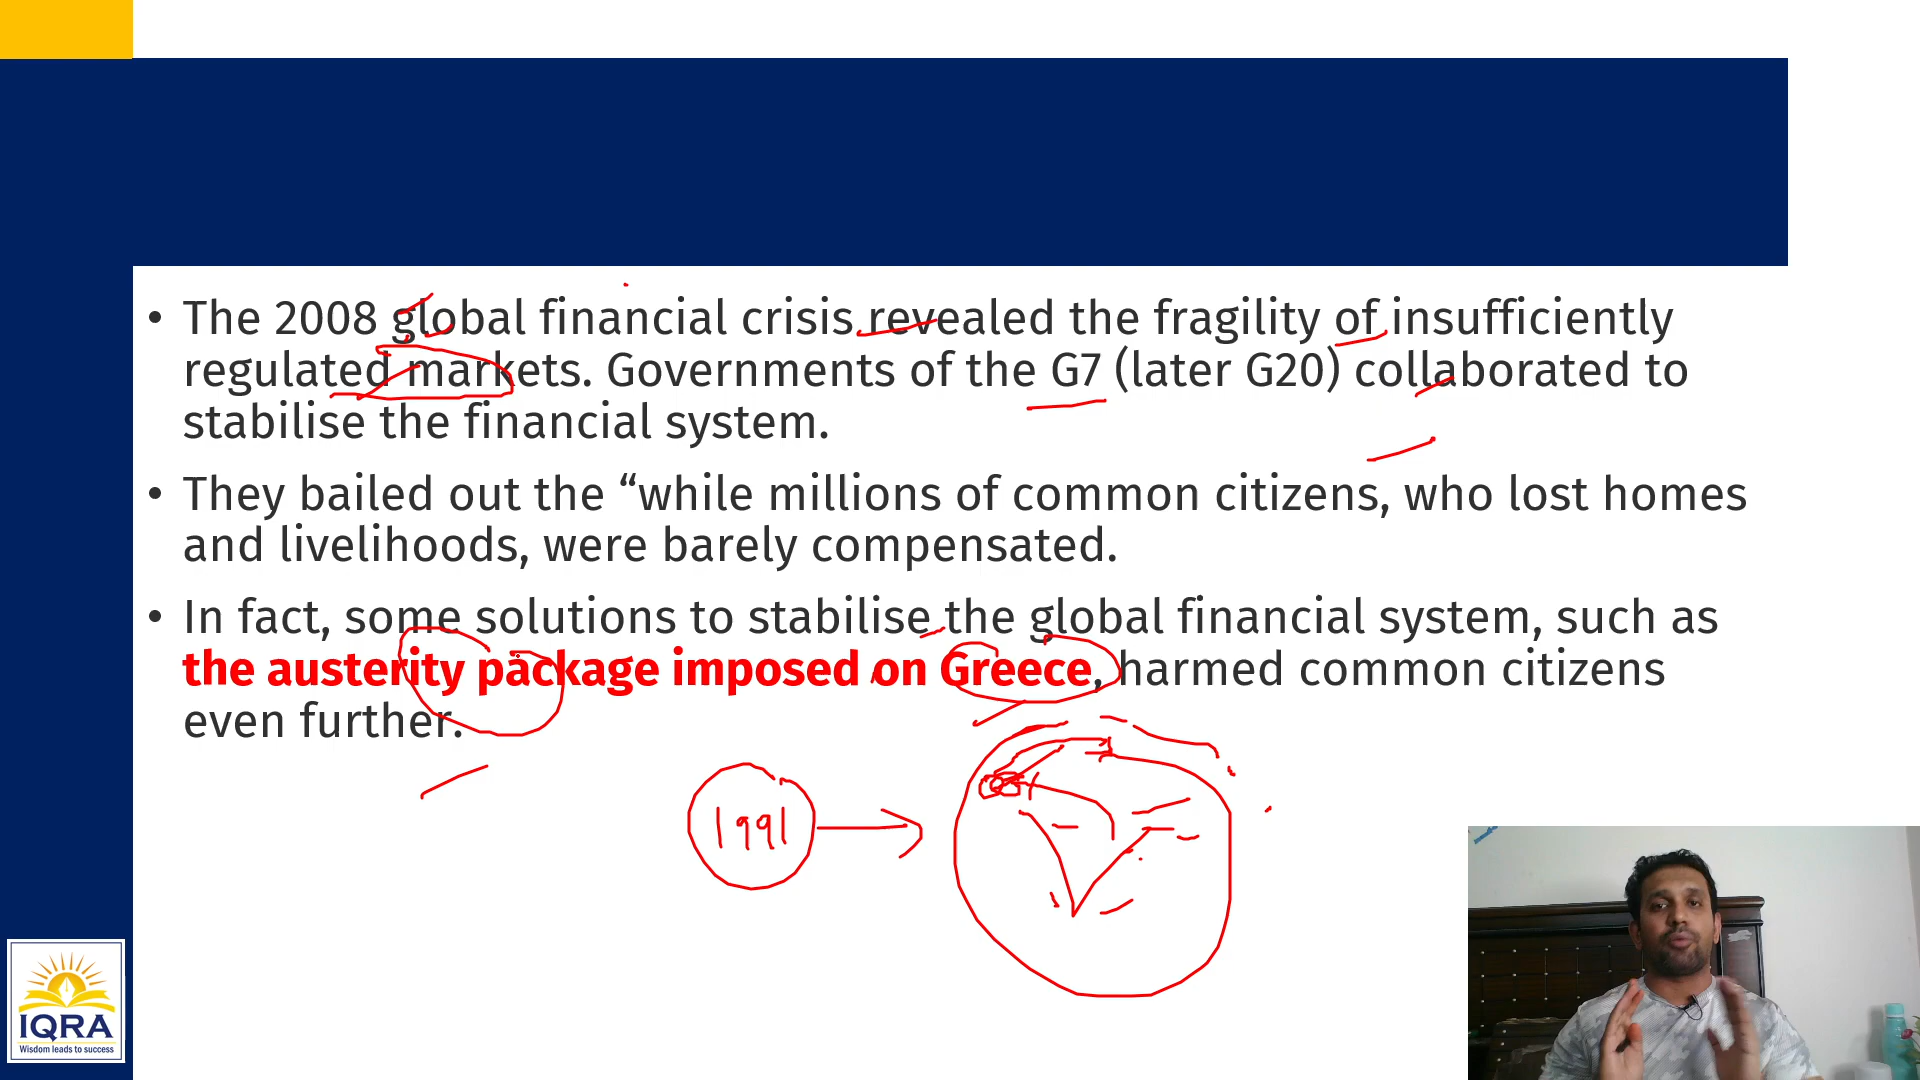 • The 2008 global financial crisis revealed the fragility of insufficiently
regulated markets. Governments of the G7 (later G20) collaborated to
stabilise the financial system.
• They bailed out the “while millions of common citizens, who lost homes
and livelihoods, were barely compensated.
• In fact, some solutions to stabilise the global financial system, such as
the austerity package imposed on Greece, harmed common citizens
even further.
1991
IQRA
Wisdom leads to success